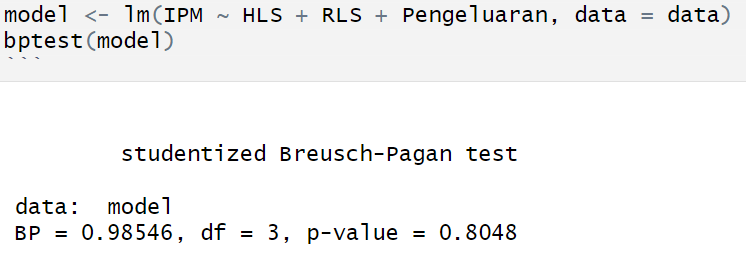 model <- lm(IPM ~ HLS + RLS + Pengeluaran, data = data)
bptest(model)
```
studentized Breusch-Pagan test
data:  model
BP = 0.98546, df = 3, p-value = 0.8048